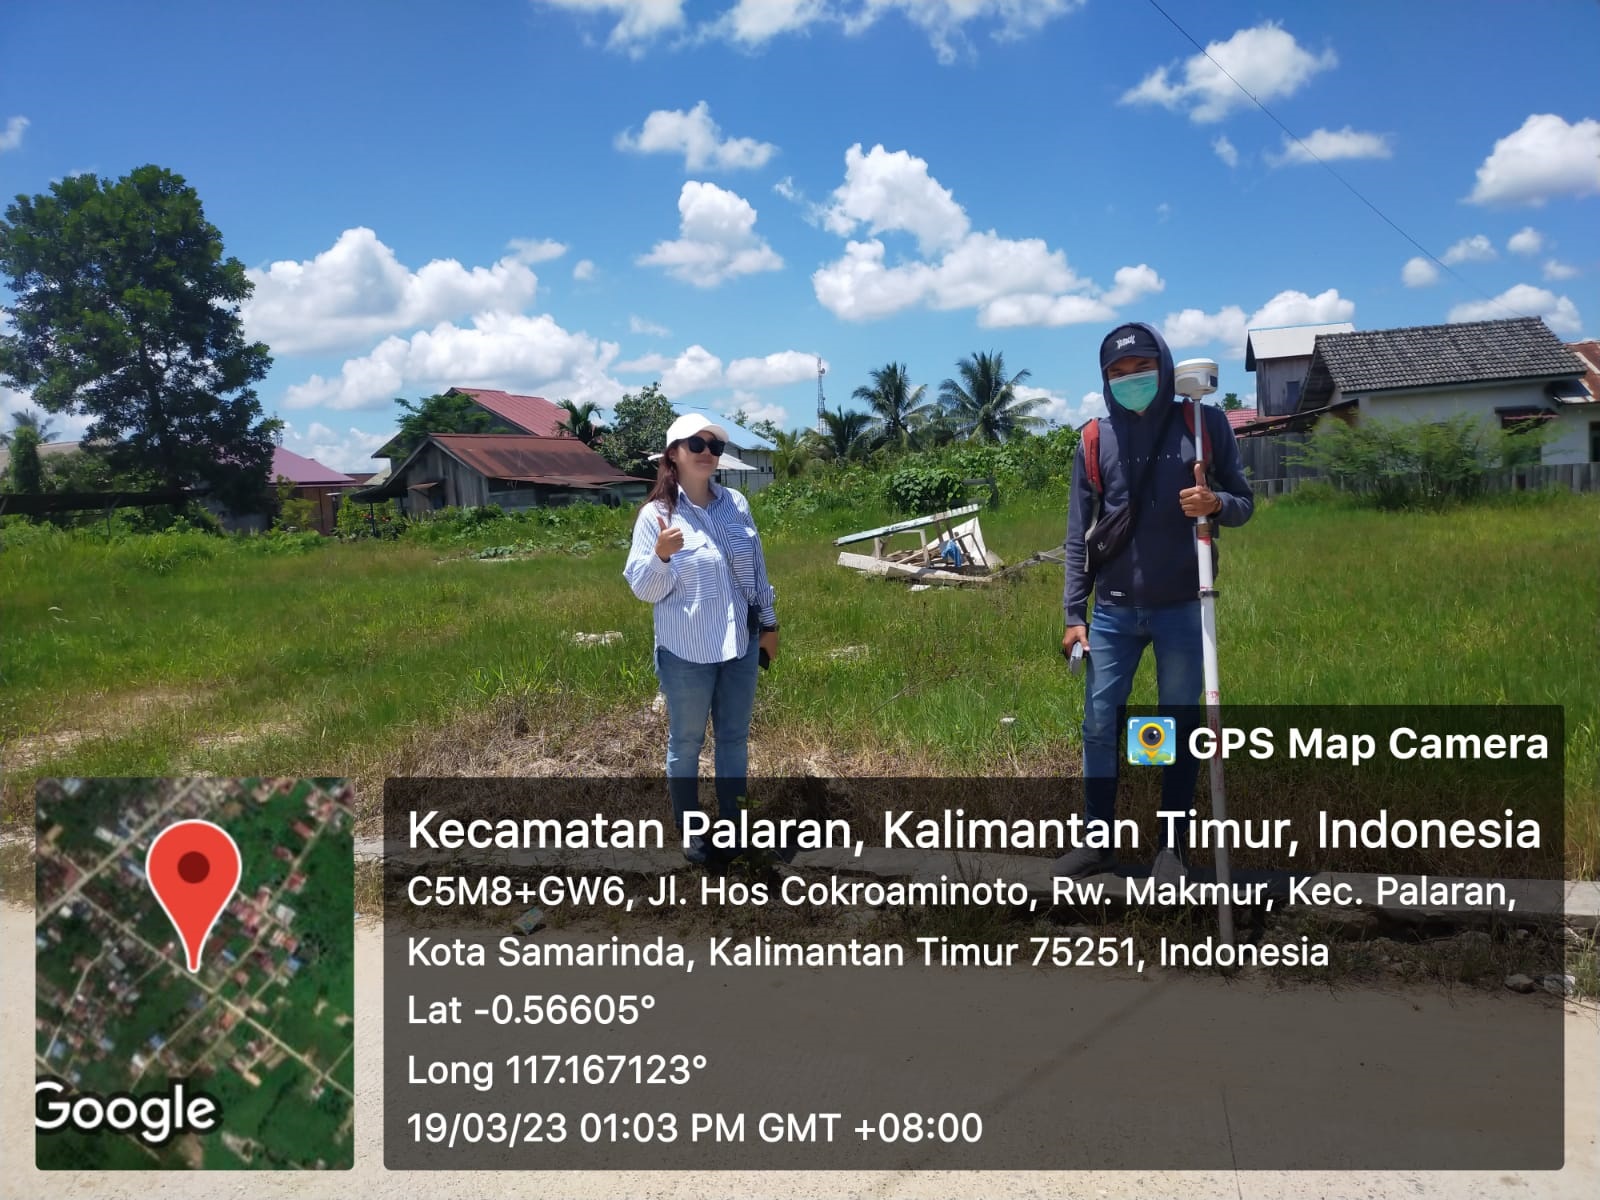 GPS Map Camera
Kecamatan Palaran, Kalimantan Timur, Indonesia
C5M8+GW6, Jl. Hos Cokroaminoto, Rw. Makmur, Kec. Palaran,
Kota Samarinda, Kalimantan Timur 75251, Indonesia
Lat -0.56605°
Long 117.167123°
19/03/23 01:03 PM GMT +08:00
Google